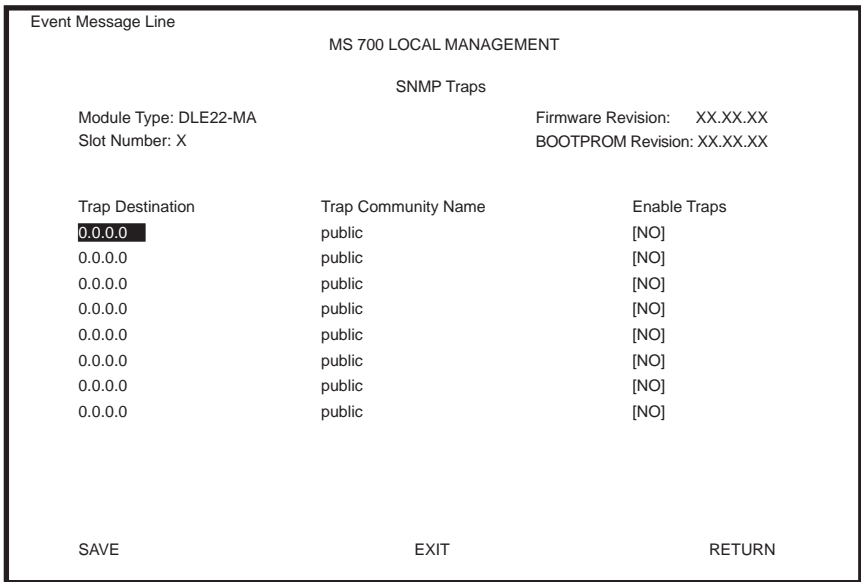 Event Message Line
MS 700 LOCAL MANAGEMENT
SNMP Traps
Module Type: DLE22-MA Firmware Revision: XX.XX.XX
Slot Number: X BOOTPROM Revision: XX.XX.XX
Trap Destination Trap Community Name Enable Traps
0.0.0.0 public [NO]
0.0.0.0 public [NO]
0.0.0.0 public [NO]
0.0.0.0 public [NO]
0.0.0.0 public [NO]
0.0.0.0 public [NO]
0.0.0.0 public [NO]
0.0.0.0 public [NO]
SAVE EXIT RETURN